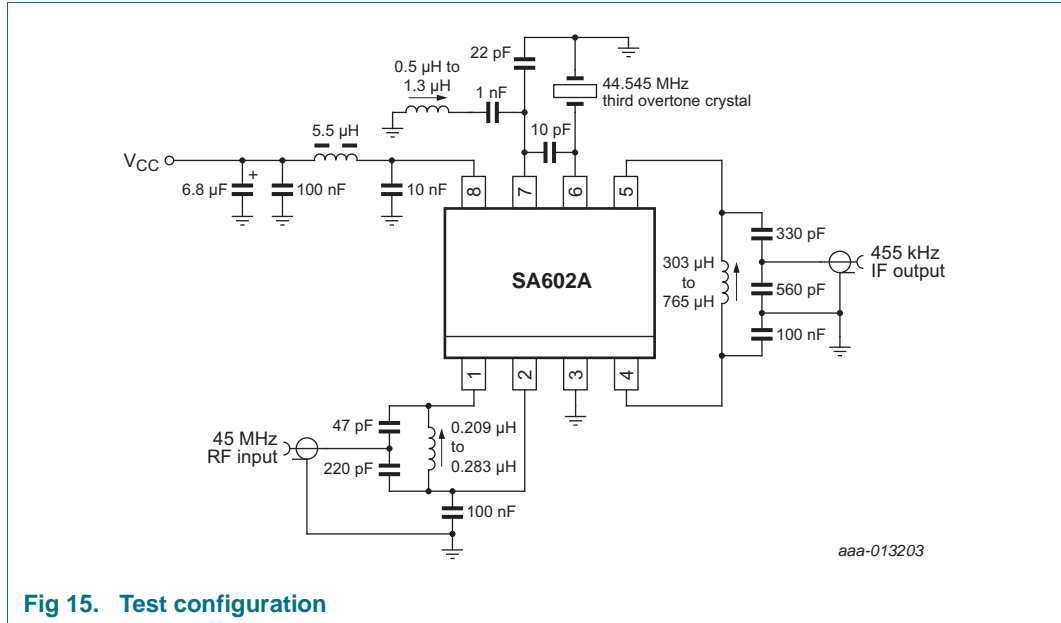 22 pF
0.5 μH to
1.3 μH
1 nF
44.545 MHz
third overtone crystal
10 pF
5.5 μH
VCC
6.8 μF
+
100 nF
10 nF
8
7
6
5
SA602A
303 μH
to
765 μH
330 pF
560 pF
100 nF
455 kHz
IF output
1
2
3
4
45 MHz
RF input
47 pF
220 pF
0.209 μH
to
0.283 μH
100 nF
aaa-013203
Fig 15. Test configuration